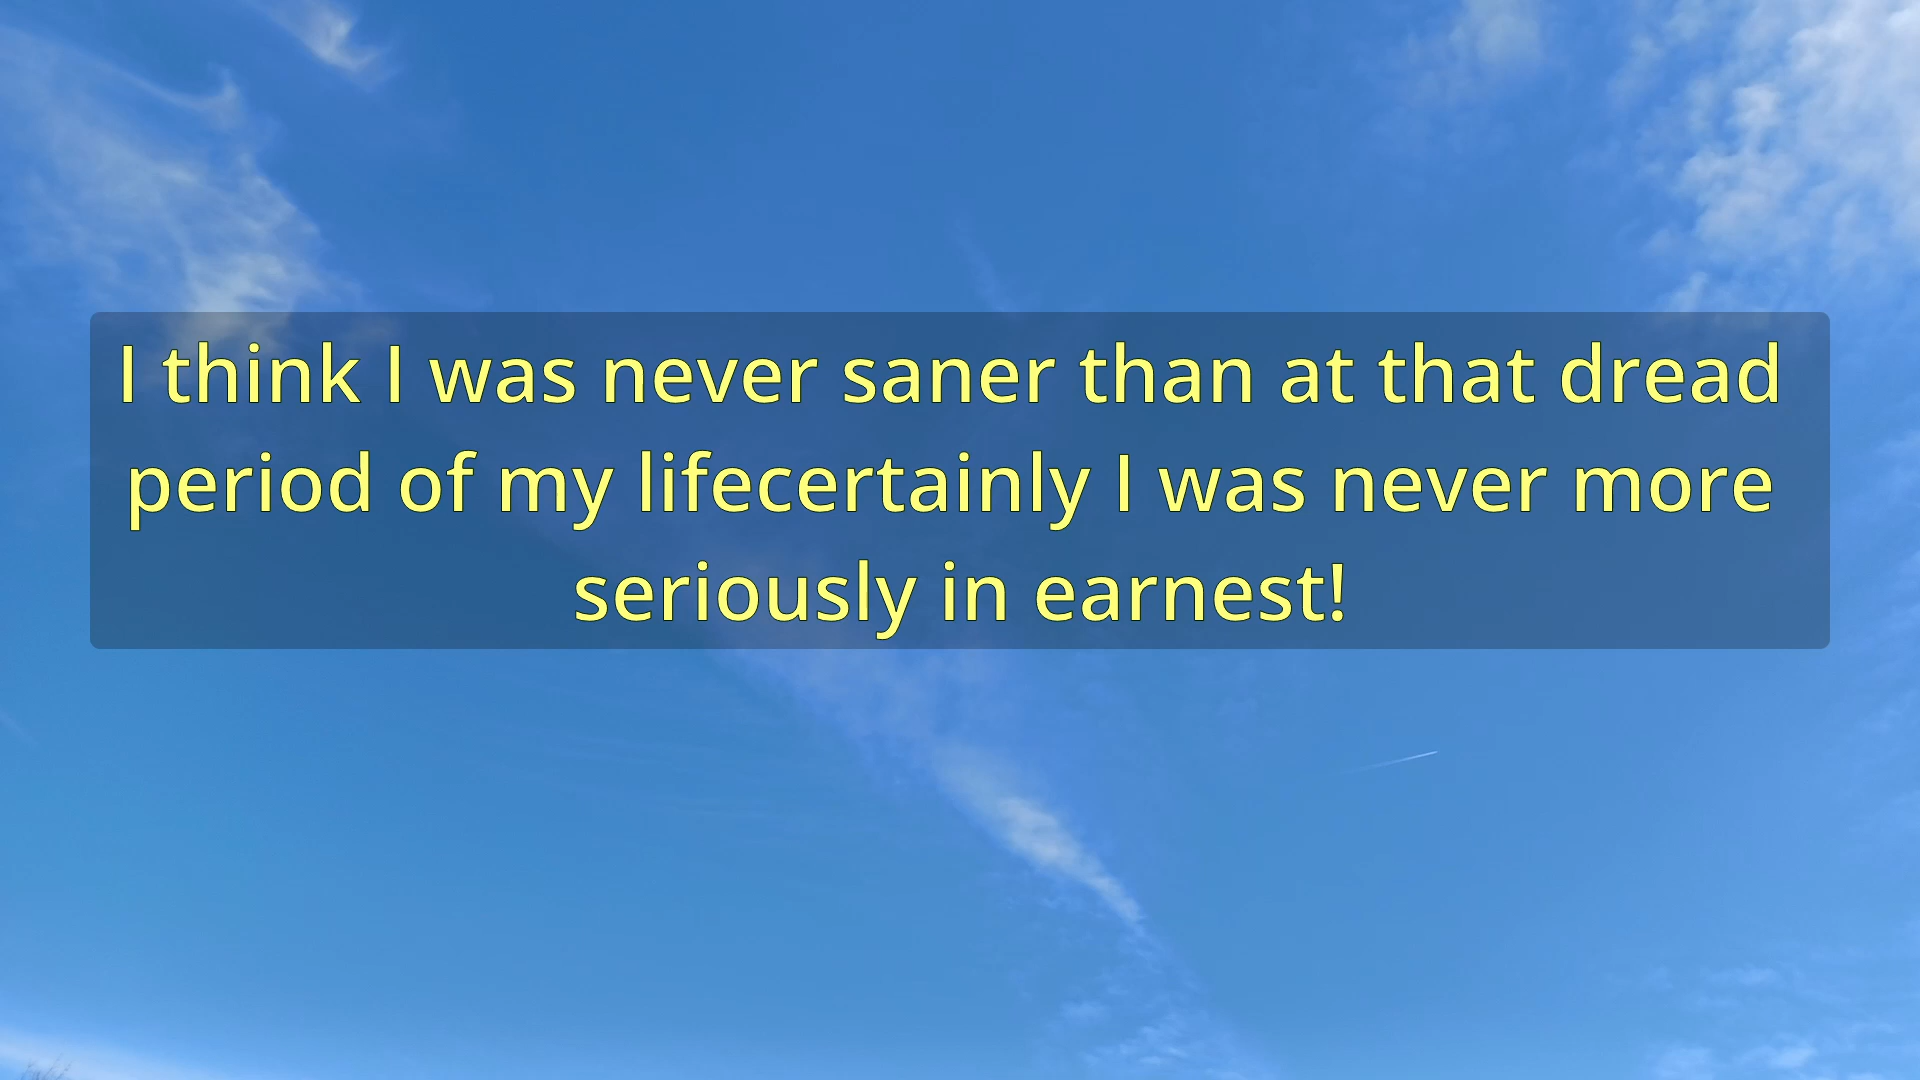 I think I was never saner than at that dread
period of my lifecertainly I was never more
seriously in earnest!